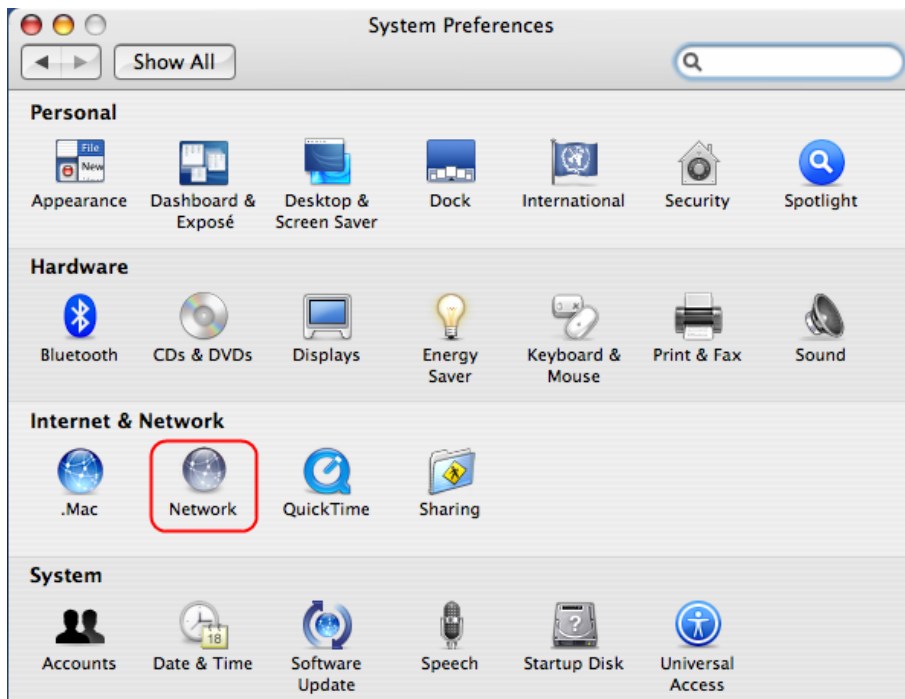 System Preferences
Show All
Personal
File
New
Appearance
Dashboard &
Exposé
Desktop &
Screen Saver
Dock
International
Security
Spotlight
Hardware
Bluetooth
CDs & DVDs
Displays
Energy
Saver
Keyboard &
Mouse
Print & Fax
Sound
Internet & Network
.Mac
Network
QuickTime
Sharing
System
18
?
Accounts
Date & Time
Software
Update
Speech
Startup Disk
Universal
Access